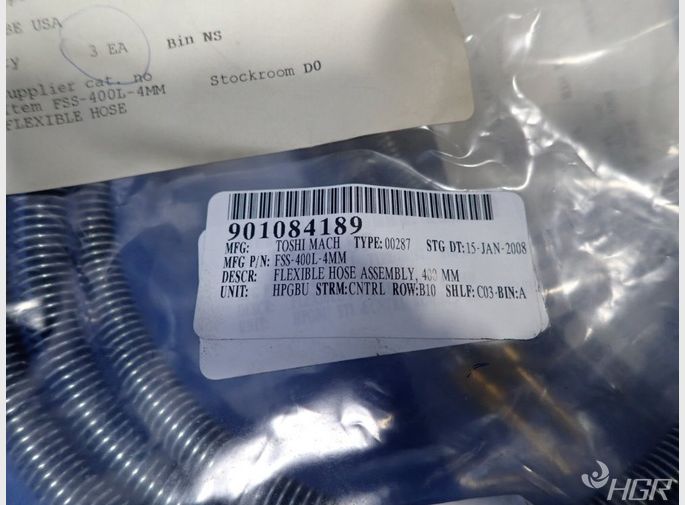 BE USA
3 EA Bin NS
upplier cat. no
item FSS-400L-4MM Stockroom D0
FLEXIBLE HOSE
901084189
MFG: TOSHI MACH TYPE: 00287 STG DT: 15-JAN-2008
MFG P/N: FSS-400L-4MM
DESCR: FLEXIBLE HOSE ASSEMBLY, 400 MM
UNIT: HPGBU STRM: CNTRL ROW: B10 SHLF: C03-BIN: A
HGR